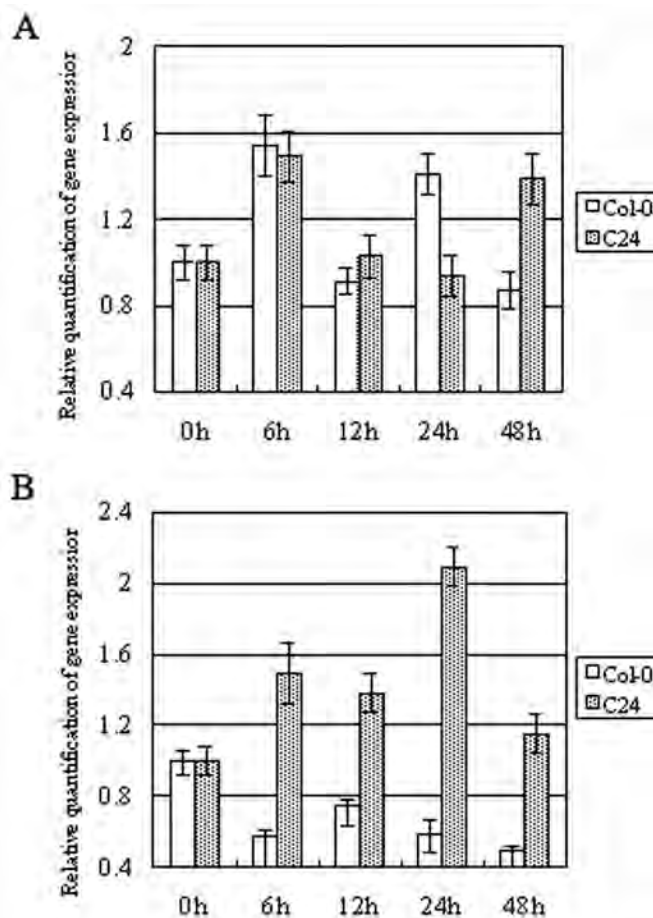 A
Relative quantification of gene expression
2
1.6
1.2
0.8
0.4
0h 6h 12h 24h 48h
Col-0
C24
B
Relative quantification of gene expression
2.4
2
1.6
1.2
0.8
0.4
0h 6h 12h 24h 48h
Col-0
C24